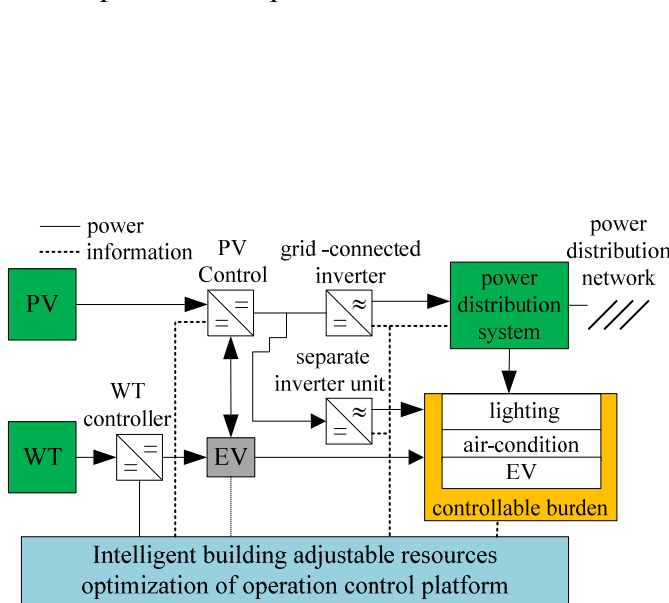 power
information
PV
Control
grid -connected
inverter
power
distribution
network
PV
power
distribution
system
separate
inverter unit
WT
controller
lighting
air-condition
EV
WT
EV
controllable burden
Intelligent building adjustable resources
optimization of operation control platform